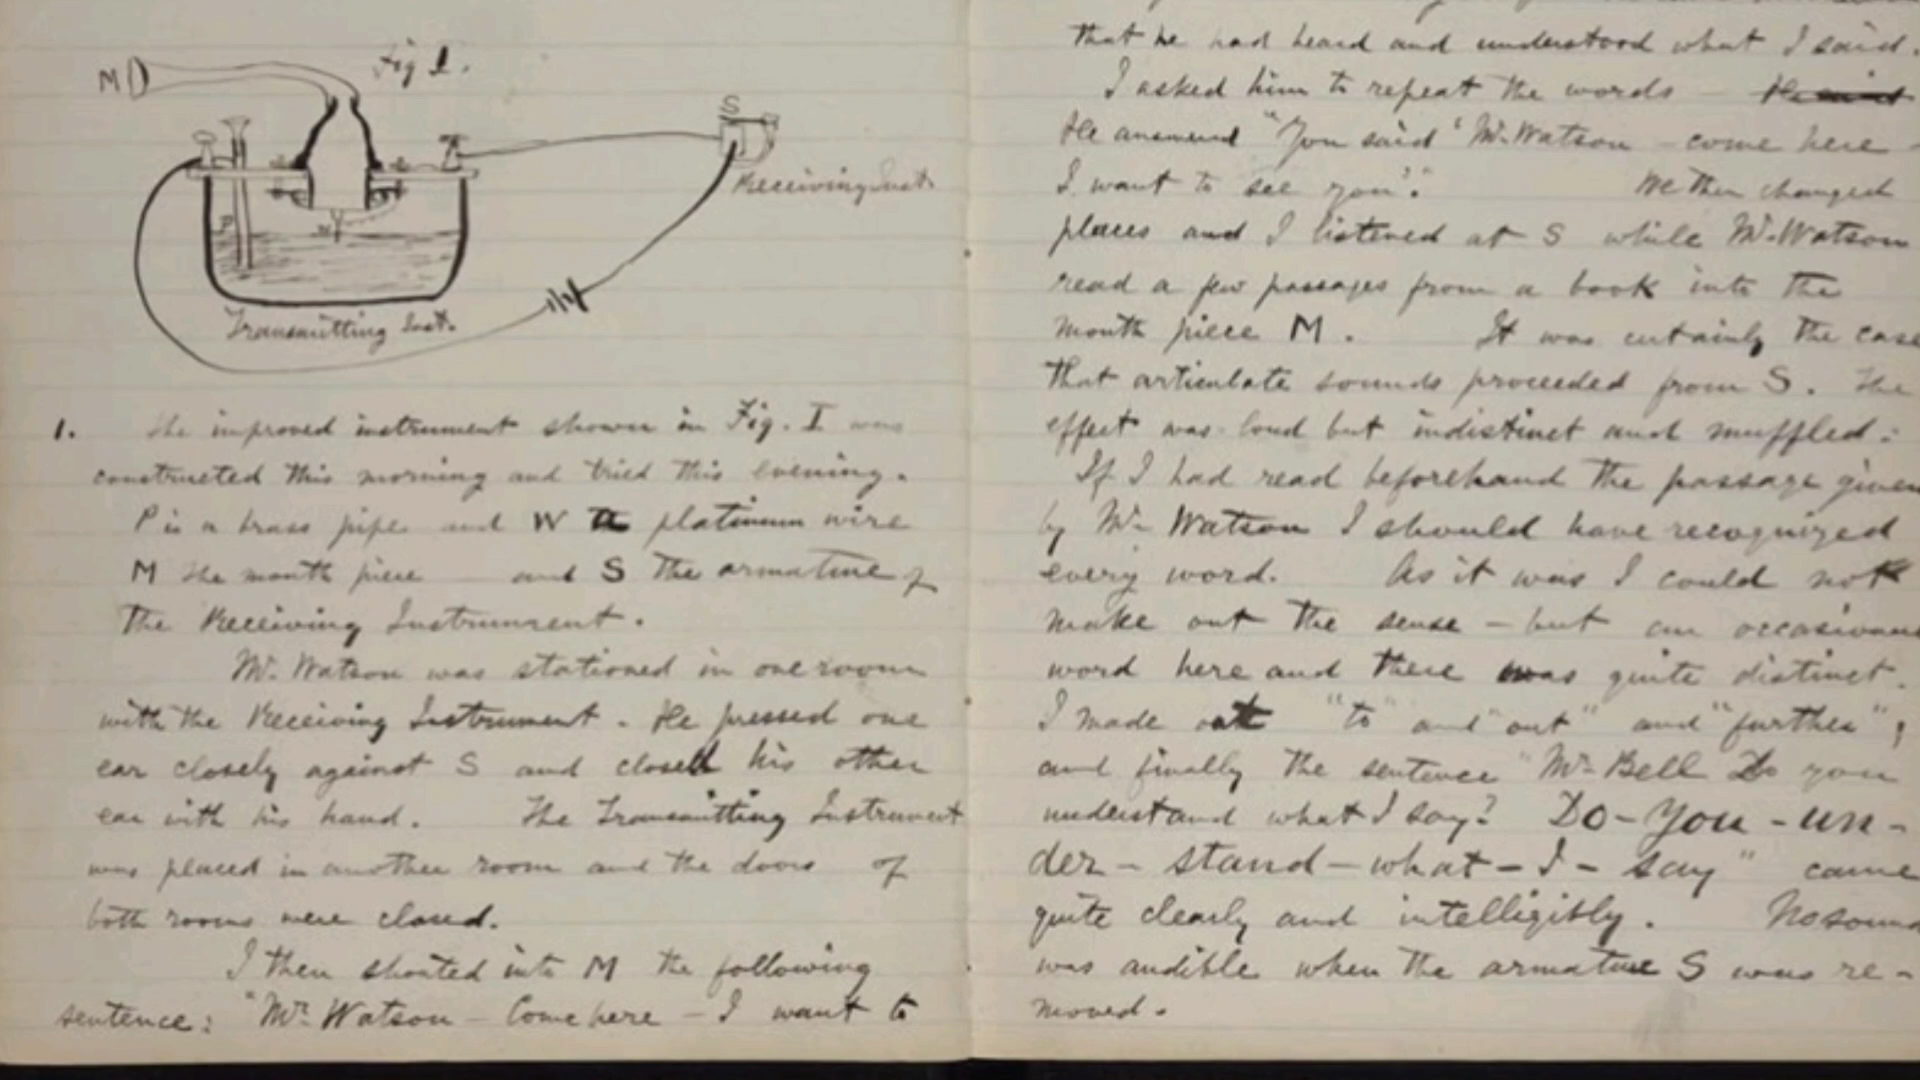 Fig 1.
M
S
Receiving Inst.
P
W
Transmitting Inst.
1. The improved instrument shown in Fig. I was
constructed this morning and tried this evening.
P is a brass pipe and W a platinum wire
M the mouth piece and S the armature of
the Receiving Instrument.
Mr. Watson was stationed in one room
with the Receiving Instrument. He pressed one
ear closely against S and closed his other
ear with his hand. The Transmitting Instrument
was placed in another room and the doors of
both rooms were closed.
I then shouted into M the following
sentence: "Mr. Watson - Come here - I want to
that he had heard and understood what I said.
I asked him to repeat the words -
He answered "You said 'Mr. Watson - come here -
I want to see you'." We then changed
places and I listened at S while Mr. Watson
read a few passages from a book into the
mouth piece M. It was certainly the case
that articulate sounds proceeded from S. The
effect was loud but indistinct and muffled.
If I had read beforehand the passage given
by Mr. Watson I should have recognized
every word. As it was I could not
make out the sense - but an occasional
word here and there was quite distinct.
I made out "to" and "out" and "further";
and finally the sentence "Mr. Bell Do you
understand what I say? Do-you-un-
der-stand-what-I-say" came
quite clearly and intelligibly. No sound
was audible when the armature S was re-
moved.